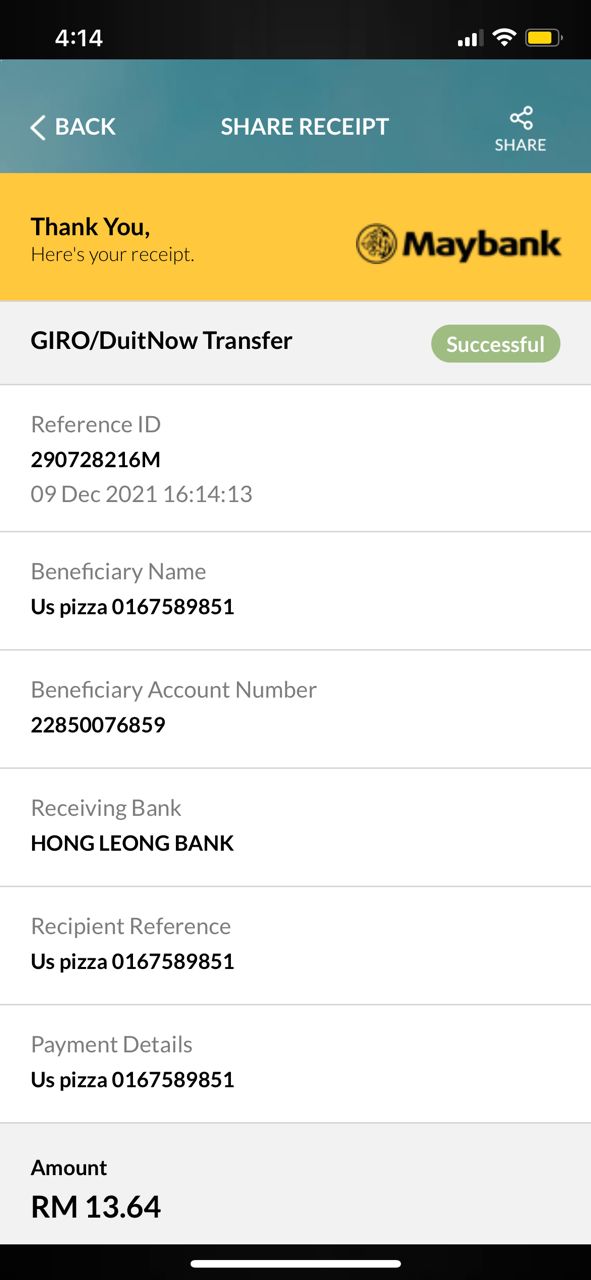 4:14
BACK
SHARE RECEIPT
SHARE
Thank You,
Here's your receipt.
Maybank
GIRO/DuitNow Transfer
Successful
Reference ID
290728216M
09 Dec 2021 16:14:13
Beneficiary Name
Us pizza 0167589851
Beneficiary Account Number
22850076859
Receiving Bank
HONG LEONG BANK
Recipient Reference
Us pizza 0167589851
Payment Details
Us pizza 0167589851
Amount
RM 13.64